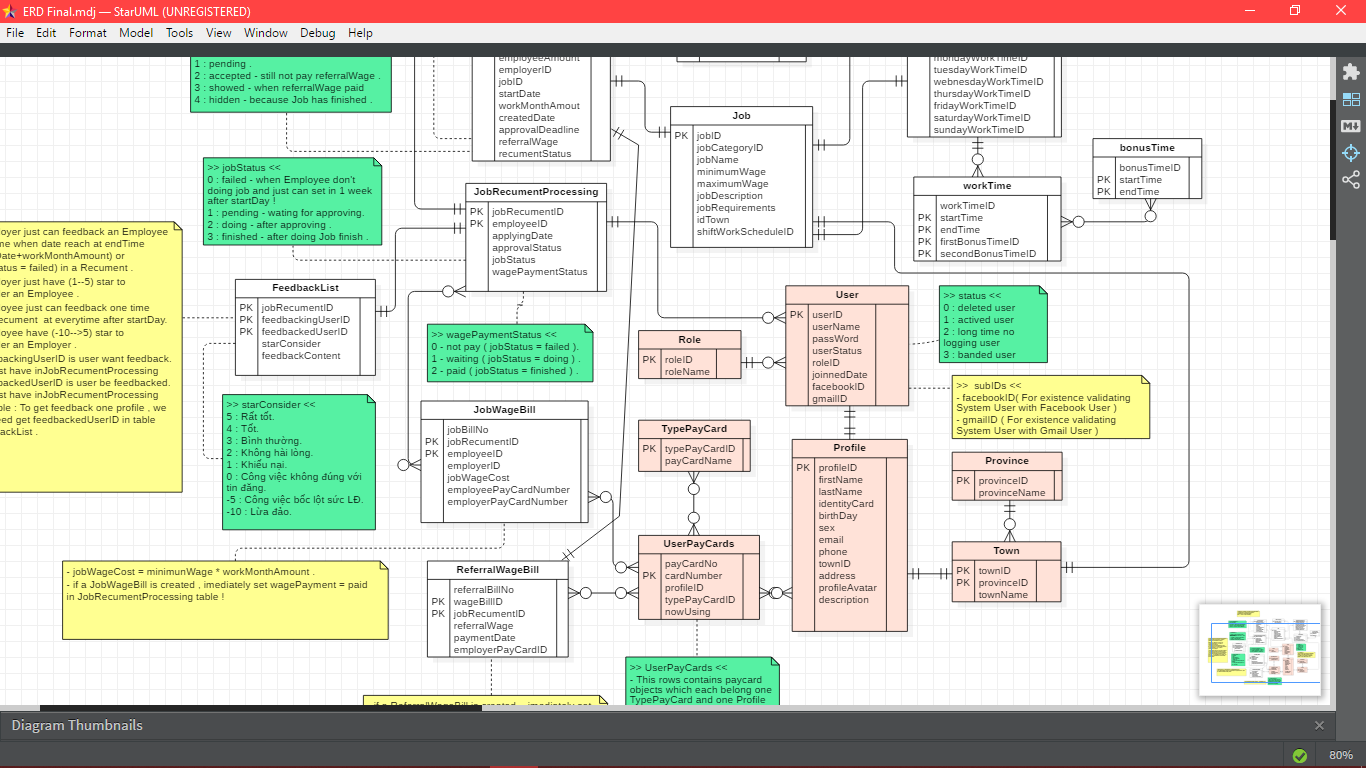 ERD Final.mdj — StarUML (UNREGISTERED)
File Edit Format Model Tools View Window Debug Help
1 : pending .
2 : accepted - still not pay referralWage .
3 : showed - when referralWage paid
4 : hidden - because Job has finished .
employeeAmount
employerID
jobID
startDate
workMonthAmout
createdDate
approvalDeadline
referralWage
recumentStatus
Job
PK jobID
jobCategoryID
jobName
minimumWage
maximumWage
jobDescription
jobRequirements
idTown
shiftWorkScheduleID
mondayWorkTimeID
tuesdayWorkTimeID
webnesdayWorkTimeID
thursdayWorkTimeID
fridayWorkTimeID
saturdayWorkTimeID
sundayWorkTimeID
bonusTime
bonusTimeID
PK startTime
PK endTime
workTime
workTimeID
PK startTime
PK endTime
PK firstBonusTimeID
PK secondBonusTimeID
>> jobStatus <<
0 : failed - when Employee don't
doing job and just can set in 1 week
after startDay !
1 : pending - wating for approving.
2 : doing - after approving .
3 : finished - after doing Job finish .
JobRecumentProcessing
PK jobRecumentID
PK employeeID
applyingDate
approvalStatus
jobStatus
wagePaymentStatus
oyer just can feedback an Employee
me when date reach at endTime
Date+workMonthAmount) or
atus = failed) in a Recument .
oyer just have (1--5) star to
er an Employee .
oyee just can feedback one time
Recument  at everytime after startDay.
oyee have (-10-->5) star to
er an Employer .
backingUserID is user want feedback.
st have inJobRecumentProcessing
backedUserID is user be feedbacked.
st have inJobRecumentProcessing
ble : To get feedback one profile , we
eed get feedbackedUserID in table
ackList .
FeedbackList
PK jobRecumentID
PK feedbackingUserID
PK feedbackedUserID
starConsider
feedbackContent
>> wagePaymentStatus <<
0 - not pay ( jobStatus = failed ).
1 - waiting ( jobStatus = doing ) .
2 - paid ( jobStatus = finished ) .
>> starConsider <<
5 : Rất tốt.
4 : Tốt.
3 : Bình thường.
2 : Không hài lòng.
1 : Khiếu nại.
0 : Công việc không đúng với
tin đăng.
-5 : Công việc bốc lột sức LĐ.
-10 : Lừa đảo.
JobWageBill
jobBillNo
PK jobRecumentID
PK employeeID
employerID
jobWageCost
employeePayCardNumber
employerPayCardNumber
Role
PK roleID
roleName
User
PK userID
userName
passWord
userStatus
roleID
joinnedDate
facebookID
gmailID
>> status <<
0 : deleted user
1 : actived user
2 : long time no
logging user
3 : banded user
>>  subIDs <<
- facebookID( For existence validating
System User with Facebook User )
- gmailID ( For existence validating
System User with Gmail User )
TypePayCard
PK typePayCardID
payCardName
Profile
PK profileID
firstName
lastName
identityCard
birthDay
sex
email
phone
townID
address
profileAvatar
description
Province
PK provinceID
provinceName
Town
PK townID
PK provinceID
townName
UserPayCards
payCardNo
PK cardNumber
profileID
typePayCardID
nowUsing
ReferralWageBill
referralBillNo
PK wageBillID
PK jobRecumentID
referralWage
paymentDate
employerPayCardID
- jobWageCost = minimunWage * workMonthAmount .
- if a JobWageBill is created , imediately set wagePayment = paid
in JobRecumentProcessing table !
>> UserPayCards <<
- This rows contains paycard
objects which each belong one
TypePayCard and one Profile
- if a ReferralWageBill is created , imediately set
Diagram Thumbnails
80%